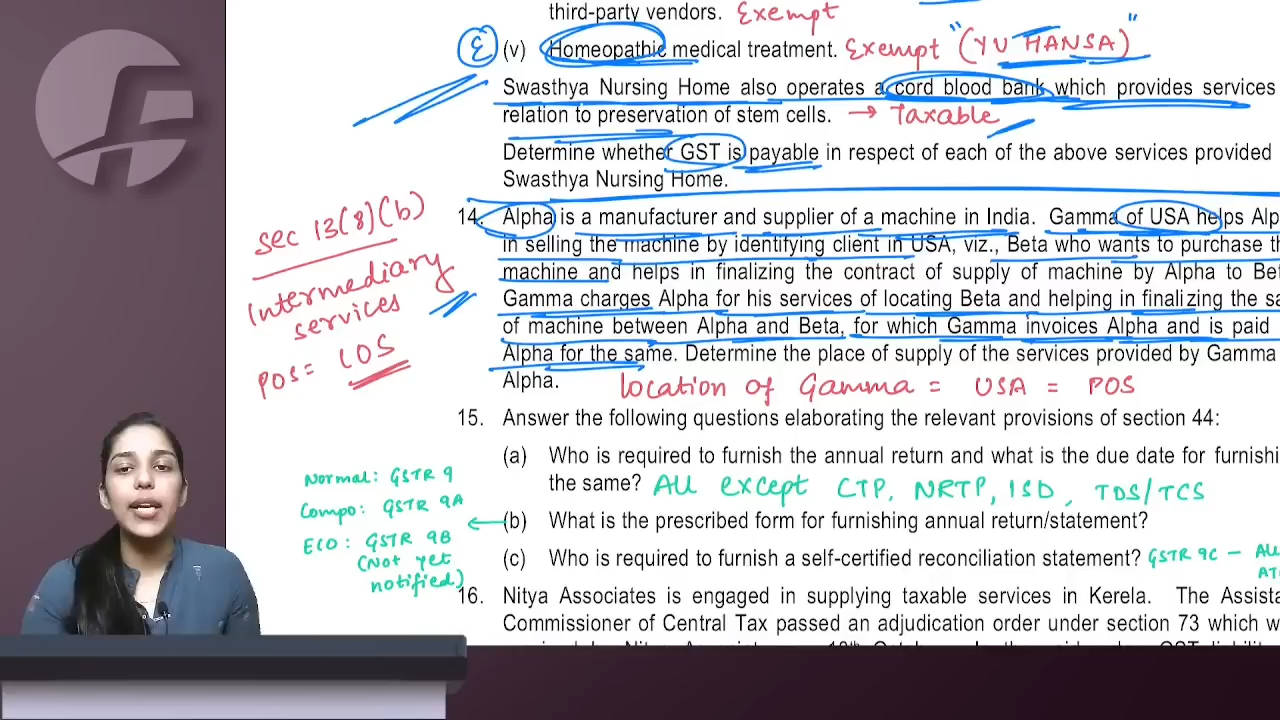 third-party vendors. Exempt
(E) (v) Homeopathic medical treatment. Exempt "(YU HANSA)"
Swasthya Nursing Home also operates a cord blood bank which provides services
relation to preservation of stem cells. → Taxable
Determine whether GST is payable in respect of each of the above services provided
Swasthya Nursing Home.
14. Alpha is a manufacturer and supplier of a machine in India. Gamma of USA helps Alp
in selling the machine by identifying client in USA, viz., Beta who wants to purchase th
machine and helps in finalizing the contract of supply of machine by Alpha to Bet
Gamma charges Alpha for his services of locating Beta and helping in finalizing the sa
of machine between Alpha and Beta, for which Gamma invoices Alpha and is paid
Alpha for the same. Determine the place of supply of the services provided by Gamma
Alpha. Location of Gamma = USA = POS
sec 13(8)(b)
Intermediary
services
POS = LOS
15. Answer the following questions elaborating the relevant provisions of section 44:
(a) Who is required to furnish the annual return and what is the due date for furnishi
the same? All except CTP, NRTP, ISD, TDS/TCS
(b) What is the prescribed form for furnishing annual return/statement?
Normal: GSTR 9
Compo: GSTR 9A
ECO: GSTR 9B
(Not yet
notified)
(c) Who is required to furnish a self-certified reconciliation statement? GSTR 9C – ALL
AT
16. Nitya Associates is engaged in supplying taxable services in Kerela. The Assista
Commissioner of Central Tax passed an adjudication order under section 73 which w